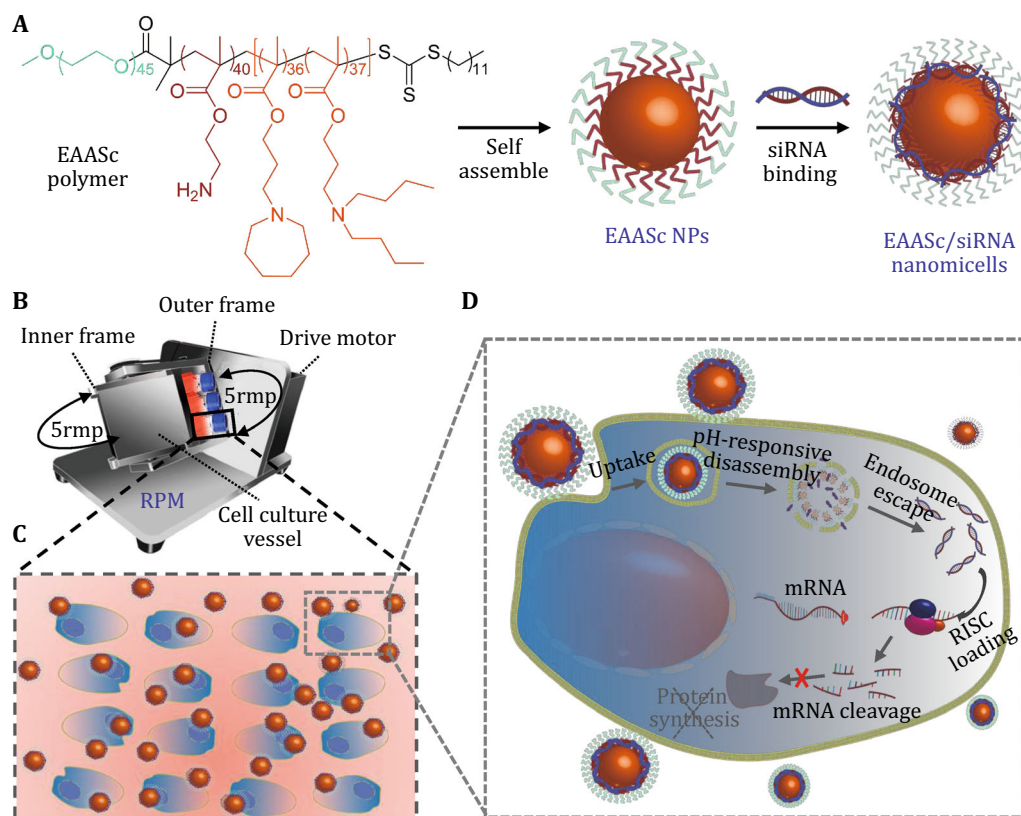 A
O
O
O
45
O
40
36
37
S
S
S
11
O
O
O
O
O
O
H₂N
N
N
EAASc
polymer
Self
assemble
siRNA
binding
EAASc NPs
EAASc/siRNA
nanomicells
B
Outer frame
Inner frame
Drive motor
5rmp
5rmp
RPM
Cell culture
vessel
C
D
Uptake
pH-responsive
disassembly
Endosome
escape
mRNA
RISC
loading
mRNA cleavage
Protein
synthesis